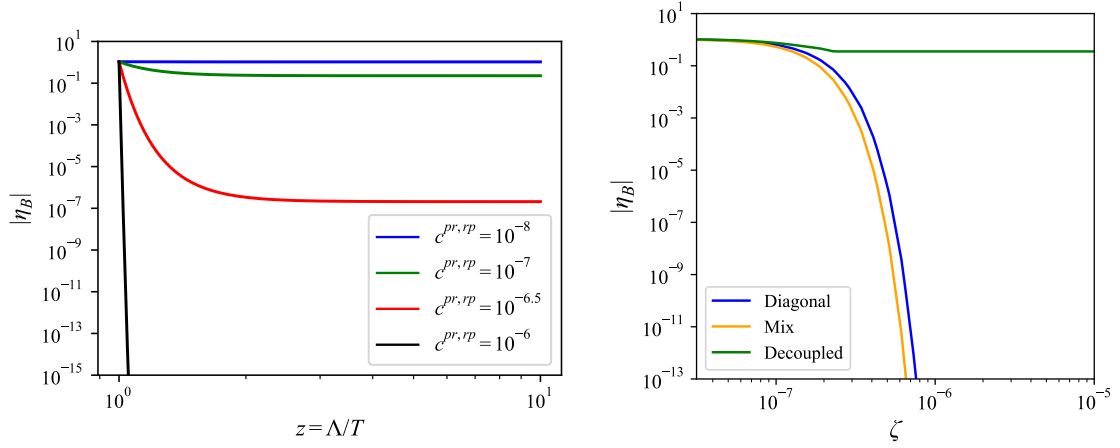 10^1
10^{-1}
10^{-3}
10^{-5}
10^{-7}
10^{-9}
10^{-11}
10^{-13}
10^{-15}
|η_B|
c^{pr,rp} = 10^{-8}
c^{pr,rp} = 10^{-7}
c^{pr,rp} = 10^{-6.5}
c^{pr,rp} = 10^{-6}
10^0
10^1
z = Λ/T
10^1
10^{-1}
10^{-3}
10^{-5}
10^{-7}
10^{-9}
10^{-11}
10^{-13}
|η_B|
Diagonal
Mix
Decoupled
10^{-7}
10^{-6}
10^{-5}
ζ